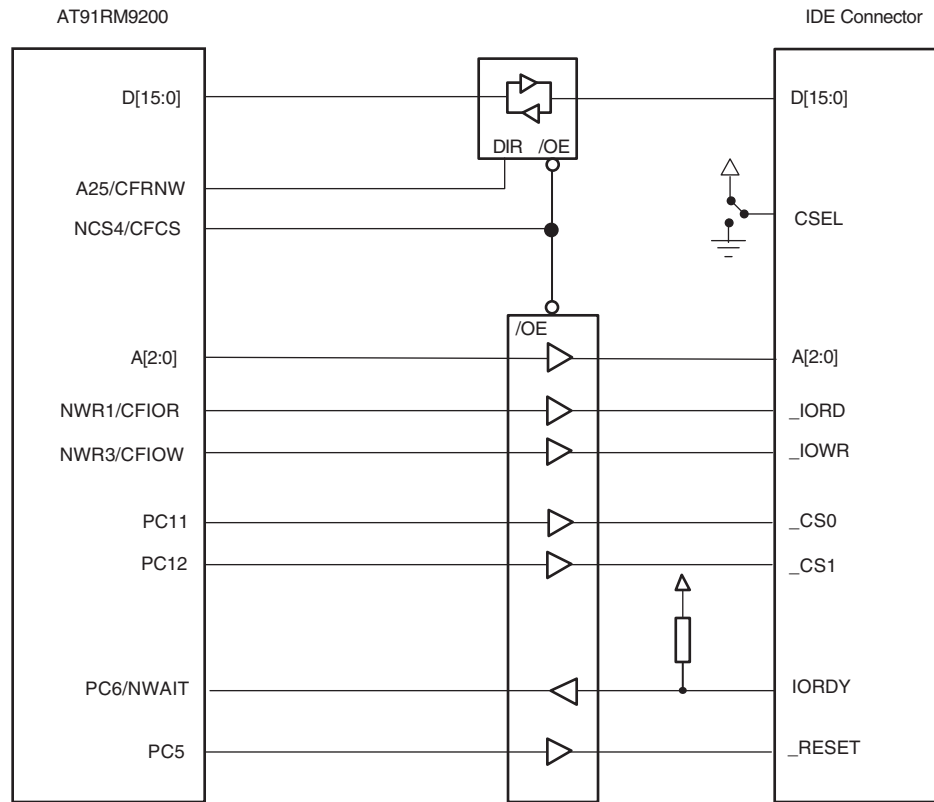 AT91RM9200 IDE Connector
D[15:0] D[15:0]
DIR /OE
A25/CFRNW
NCS4/CFCS CSEL
/OE
A[2:0] A[2:0]
NWR1/CFIOR _IORD
NWR3/CFIOW _IOWR
PC11 _CS0
PC12 _CS1
PC6/NWAIT IORDY
PC5 _RESET